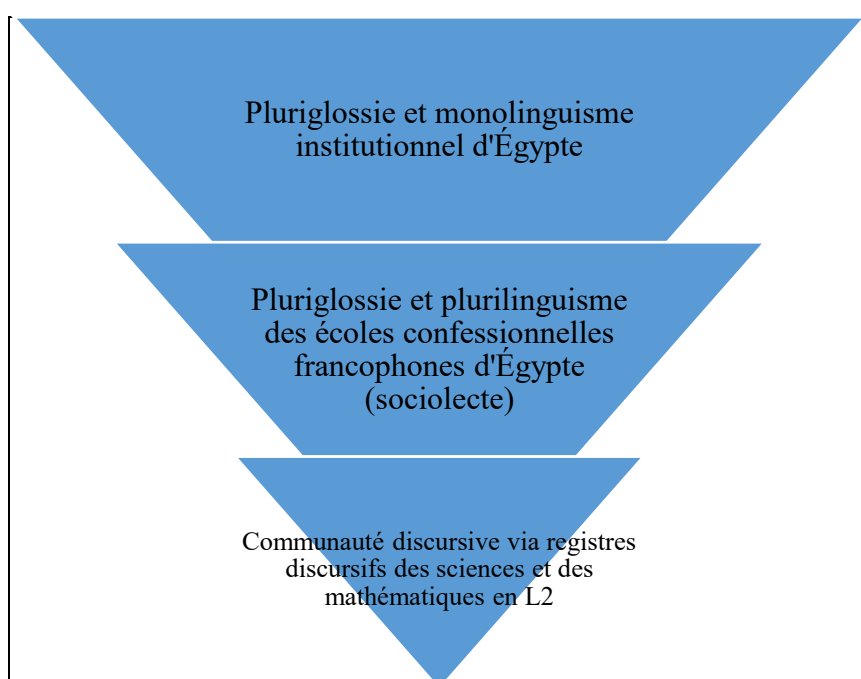 Pluriglossie et monolinguisme
institutionnel d'Égypte
Pluriglossie et plurilinguisme
des écoles confessionnelles
francophones d'Égypte
(sociolecte)
Communauté discursive via registres
discursifs des sciences et des
mathématiques en L2